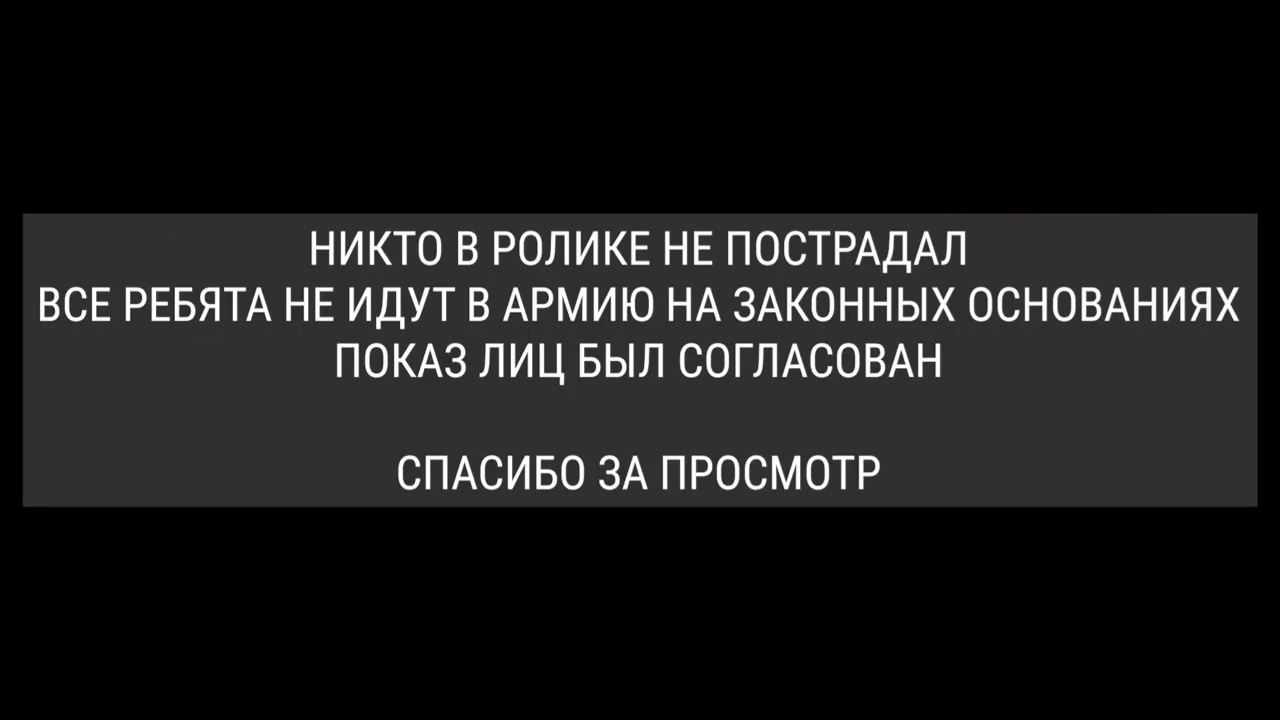 НИКТО В РОЛИКЕ НЕ ПОСТРАДАЛ
ВСЕ РЕБЯТА НЕ ИДУТ В АРМИЮ НА ЗАКОННЫХ ОСНОВАНИЯХ
ПОКАЗ ЛИЦ БЫЛ СОГЛАСОВАН
СПАСИБО ЗА ПРОСМОТР